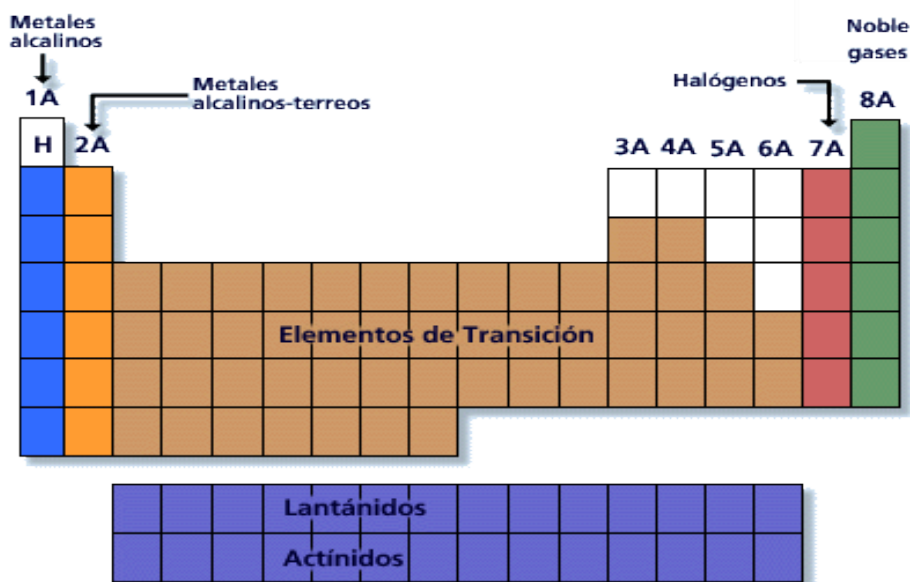 Metales
alcalinos
Noble
gases
Metales
alcalinos-terreos
Halógenos
1A
8A
H
2A
3A
4A
5A
6A
7A
Elementos de Transición
Lantánidos
Actínidos